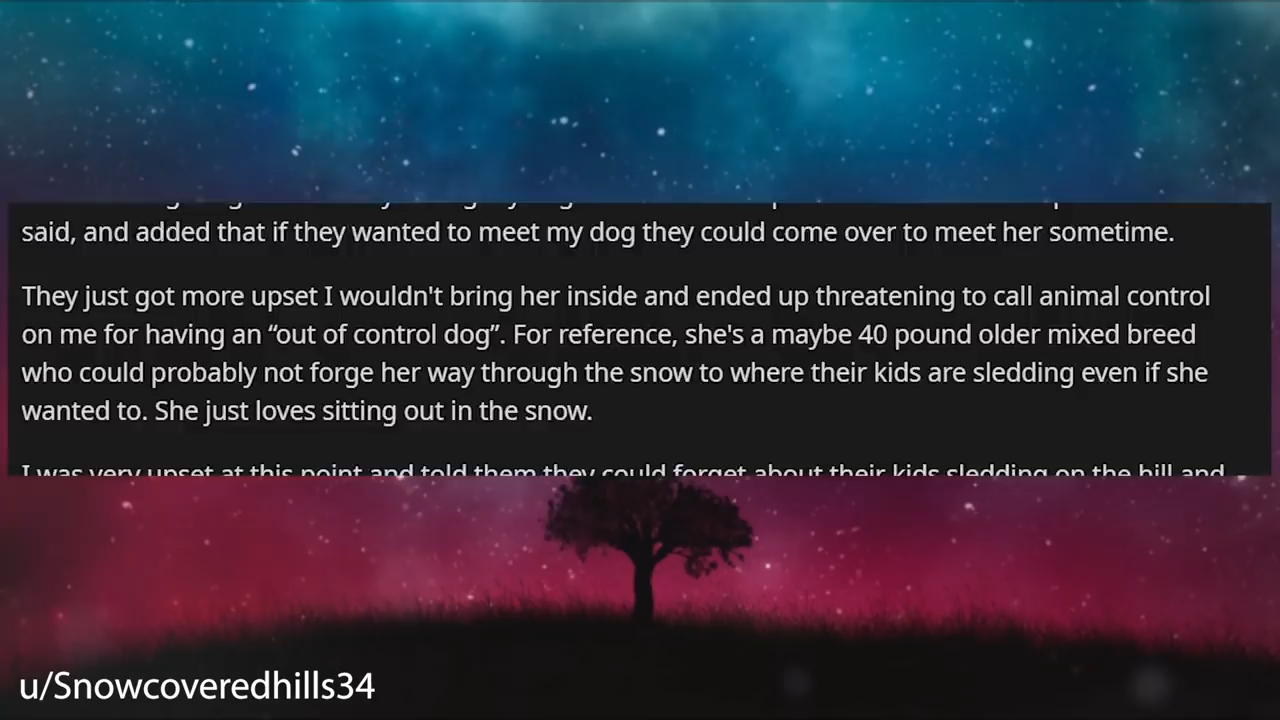 said, and added that if they wanted to meet my dog they could come over to meet her sometime.
They just got more upset I wouldn't bring her inside and ended up threatening to call animal control
on me for having an “out of control dog”. For reference, she's a maybe 40 pound older mixed breed
who could probably not forge her way through the snow to where their kids are sledding even if she
wanted to. She just loves sitting out in the snow.
I was very upset at this point and told them they could forget about their kids sledding on the hill and
u/Snowcoveredhills34